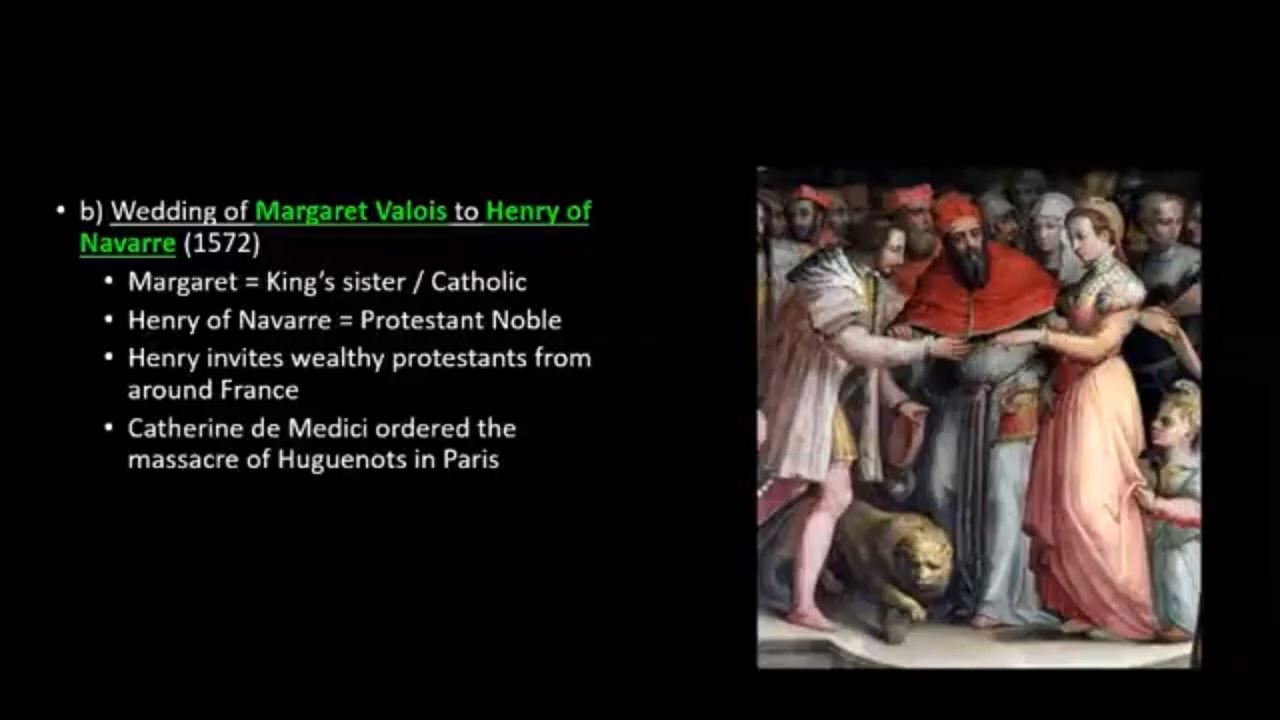 • b) Wedding of Margaret Valois to Henry of
Navarre (1572)
• Margaret = King's sister / Catholic
• Henry of Navarre = Protestant Noble
• Henry invites wealthy protestants from
around France
• Catherine de Medici ordered the
massacre of Huguenots in Paris